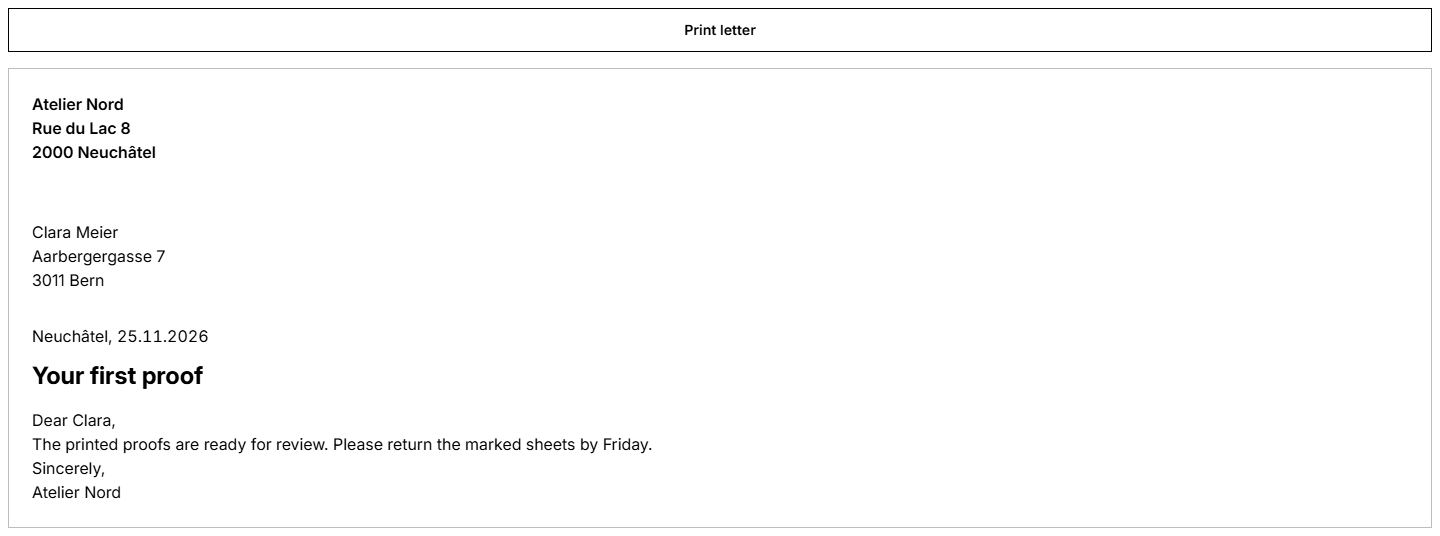 Print letter
Atelier Nord
Rue du Lac 8
2000 Neuchâtel
Clara Meier
Aarbergergasse 7
3011 Bern
Neuchâtel, 25.11.2026
Your first proof
Dear Clara,
The printed proofs are ready for review. Please return the marked sheets by Friday.
Sincerely,
Atelier Nord